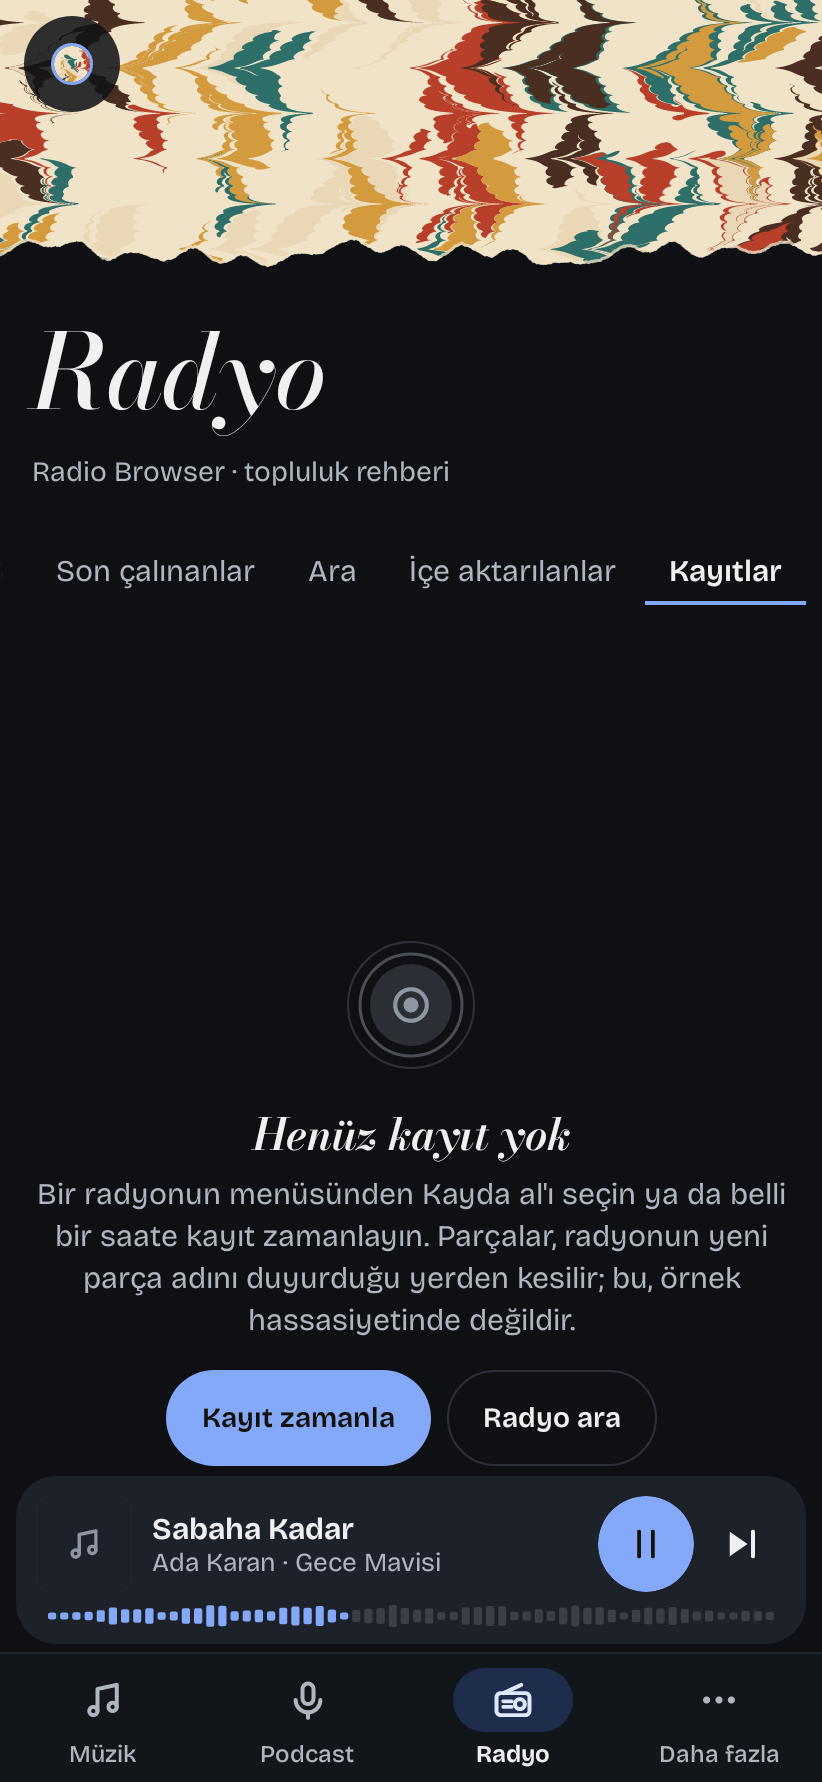 Radyo
Radio Browser · topluluk rehberi
Son çalınanlar
Ara
İçe aktarılanlar
Kayıtlar
Henüz kayıt yok
Bir radyonun menüsünden Kayda al'ı seçin ya da belli
bir saate kayıt zamanlayın. Parçalar, radyonun yeni
parça adını duyurduğu yerden kesilir; bu, örnek
hassasiyetinde değildir.
Kayıt zamanla
Radyo ara
Sabaha Kadar
Ada Karan · Gece Mavisi
Müzik
Podcast
Radyo
Daha fazla